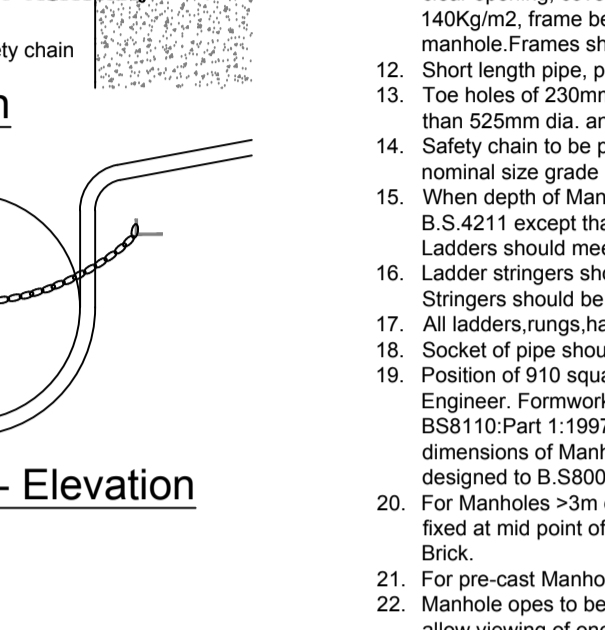 140Kg/m2, frame be
ty chain
manhole.Frames sh
12. Short length pipe, p
13. Toe holes of 230mm
than 525mm dia. an
14. Safety chain to be p
nominal size grade
15. When depth of Man
B.S.4211 except tha
Ladders should mee
16. Ladder stringers sho
Stringers should be
17. All ladders,rungs,ha
18. Socket of pipe shou
19. Position of 910 squa
Engineer. Formwork
BS8110:Part 1:1997
dimensions of Manh
designed to B.S800
- Elevation
20. For Manholes >3m
fixed at mid point of
Brick.
21. For pre-cast Manho
22. Manhole opes to be
allow viewing of